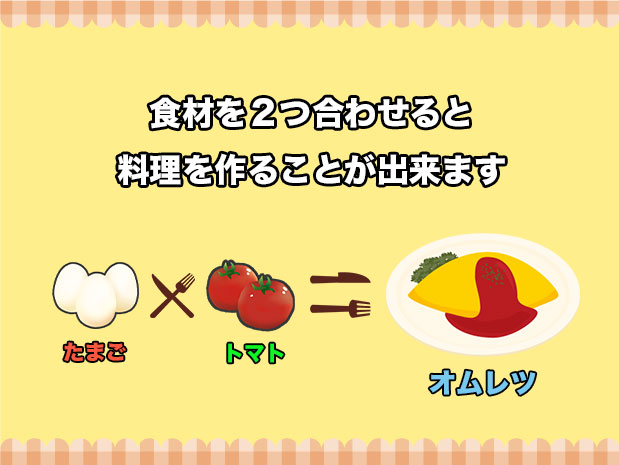 食材を２つ合わせると
料理を作ることが出来ます
たまご
トマト
オムレツ